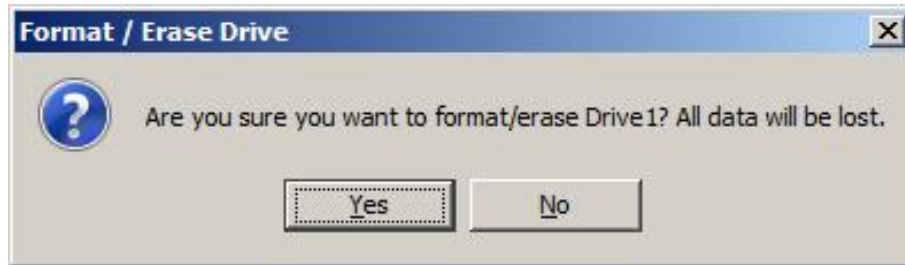 Format / Erase Drive
Are you sure you want to format/erase Drive1? All data will be lost.
Yes
No